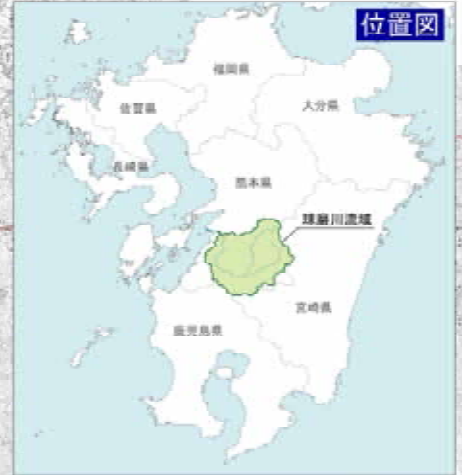 位置図
福岡県
佐賀県
大分県
長崎県
熊本県
球磨川流域
宮崎県
鹿児島県